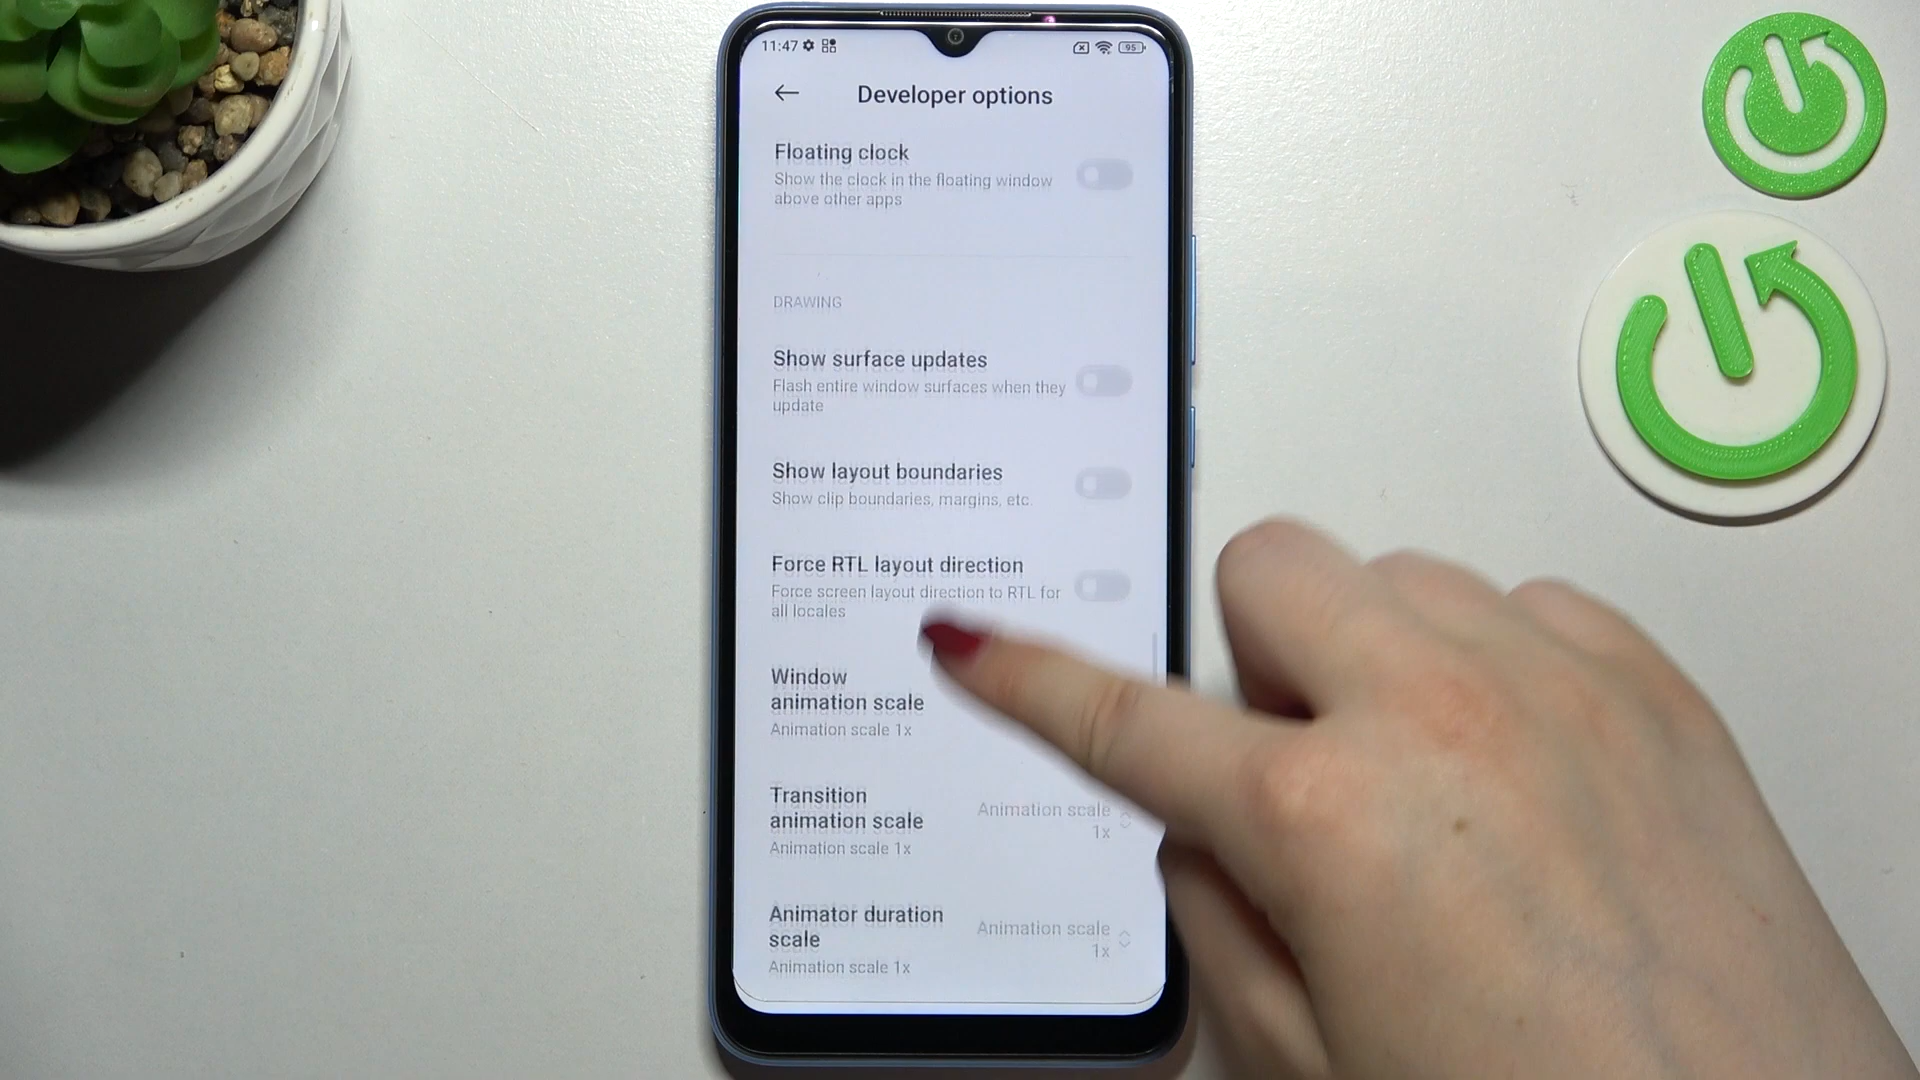 11:47
95
Developer options
Floating clock
Show the clock in the floating window
above other apps
DRAWING
Show surface updates
Flash entire window surfaces when they
update
Show layout boundaries
Show clip boundaries, margins, etc.
Force RTL layout direction
Force screen layout direction to RTL for
all locales
Window
animation scale
Animation scale 1x
Transition
animation scale
Animation scale 1x
Animation scale
1x
Animator duration
scale
Animation scale 1x
Animation scale
1x